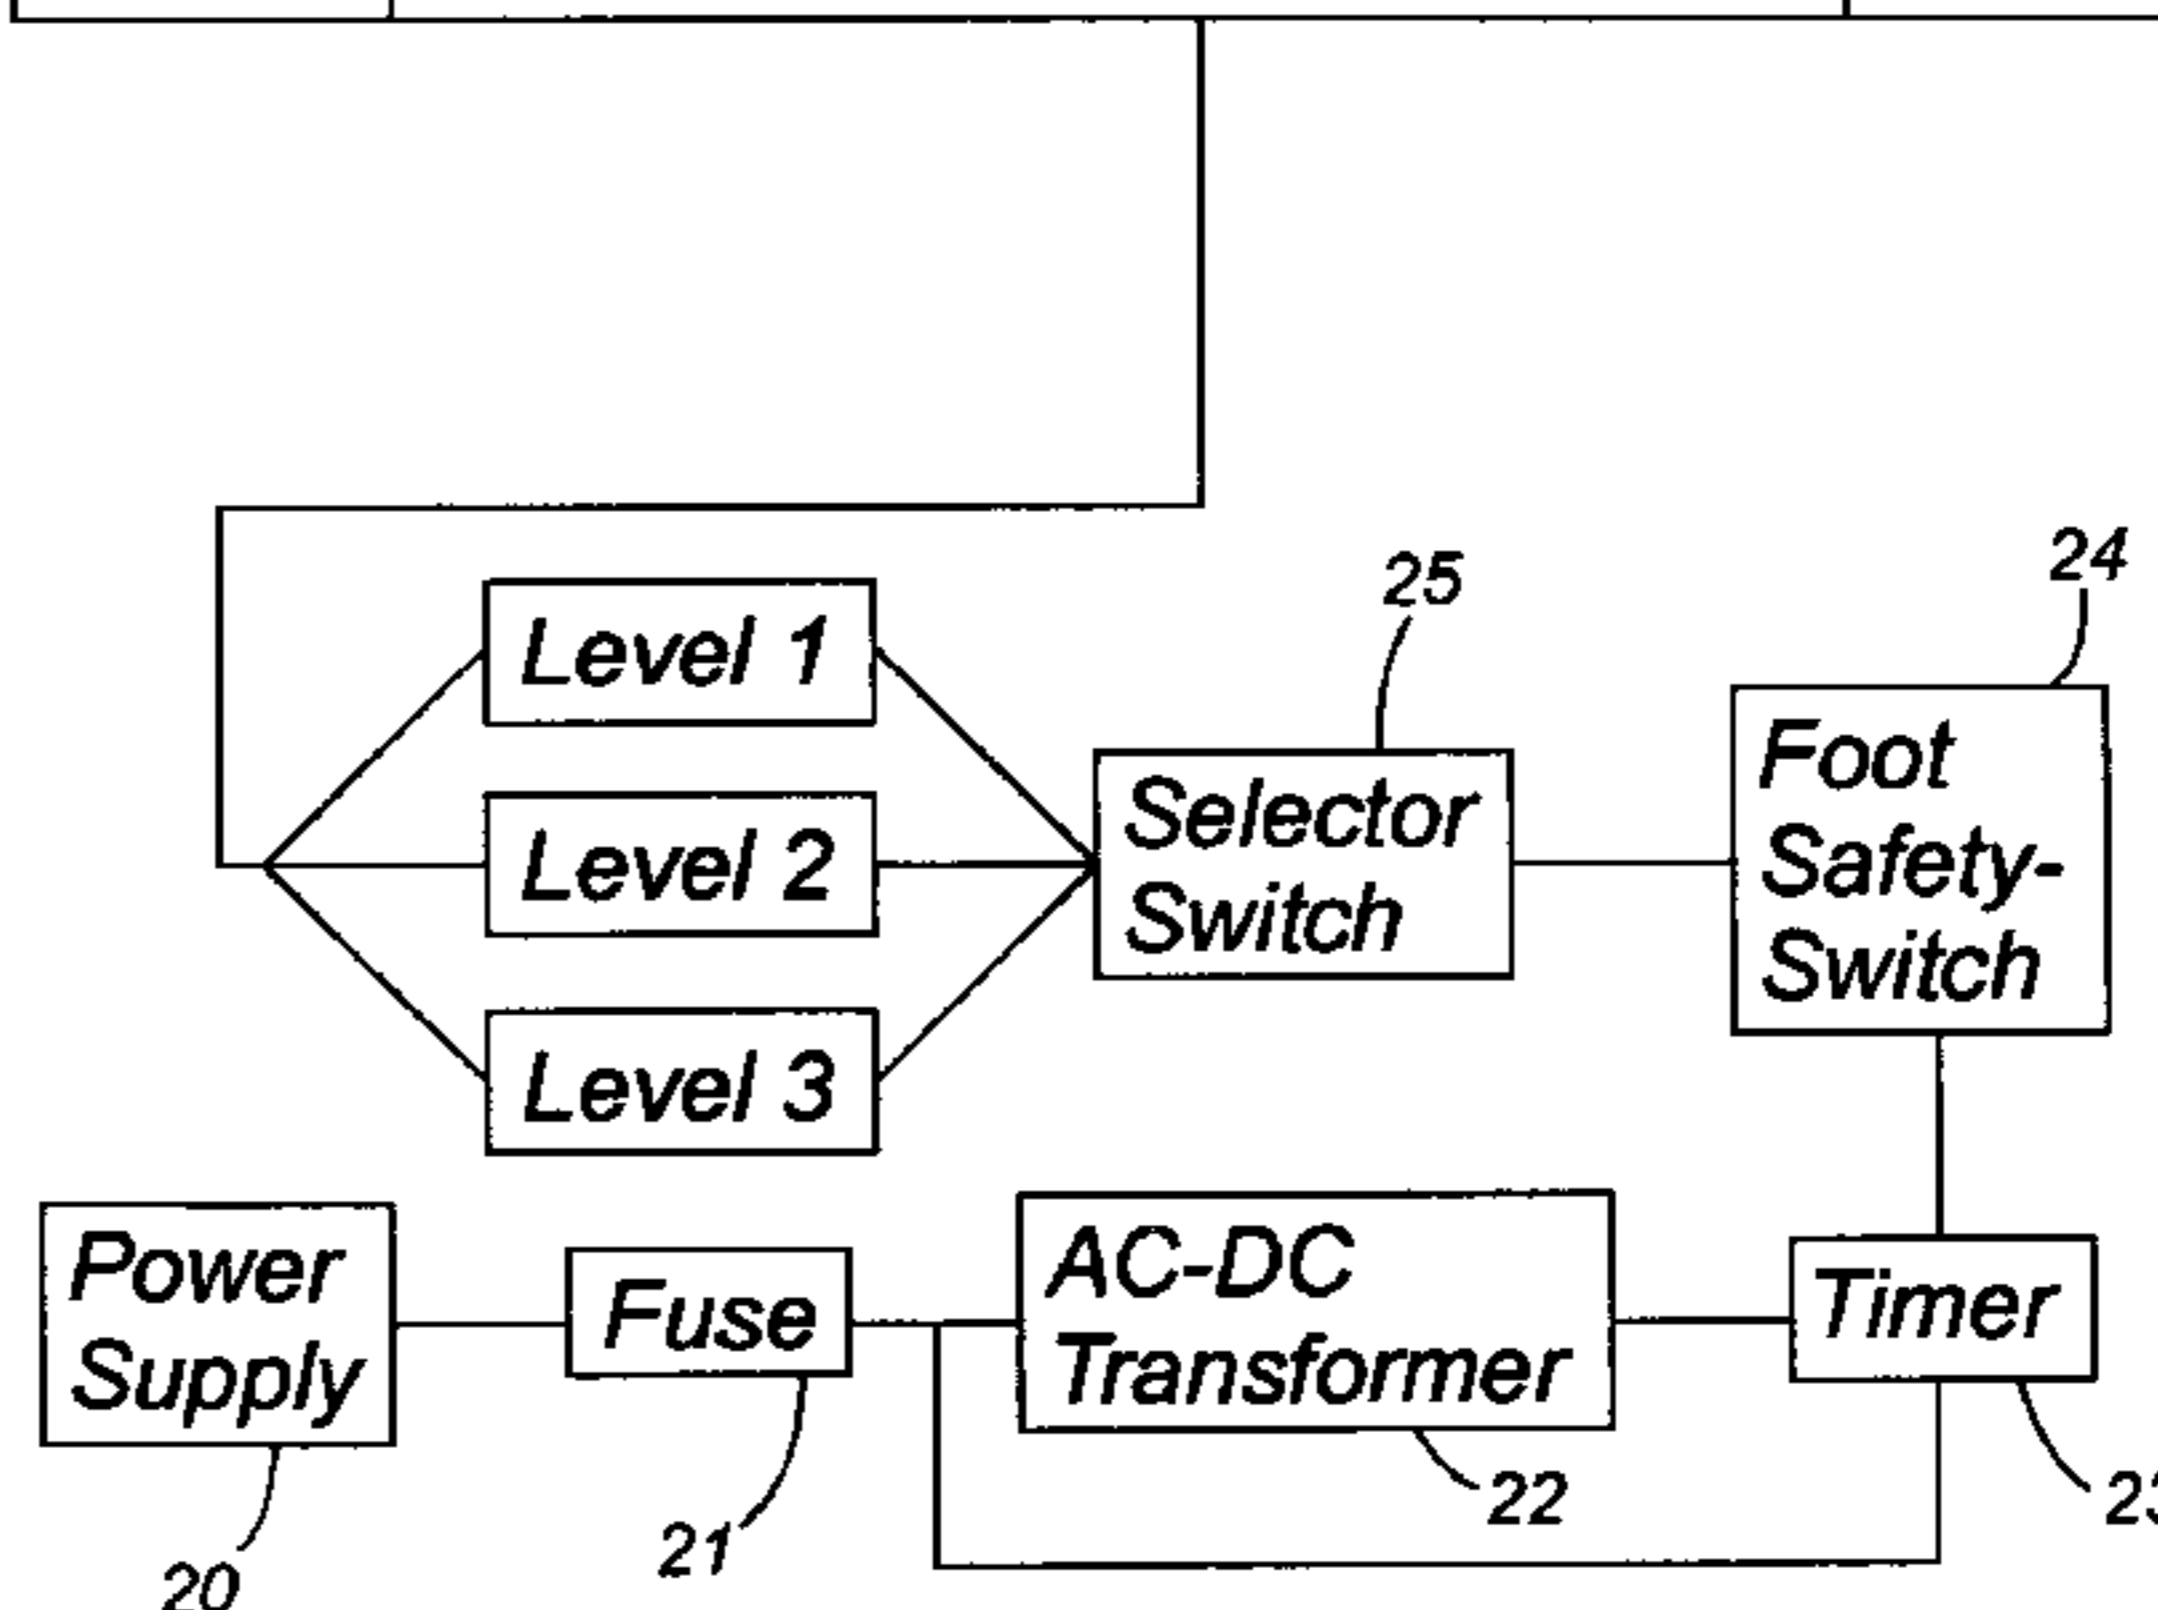 25
24
Level 1
Level 2
Level 3
Selector
Switch
Foot
Safety-
Switch
Power
Supply
Fuse
AC-DC
Transformer
Timer
20
21
22